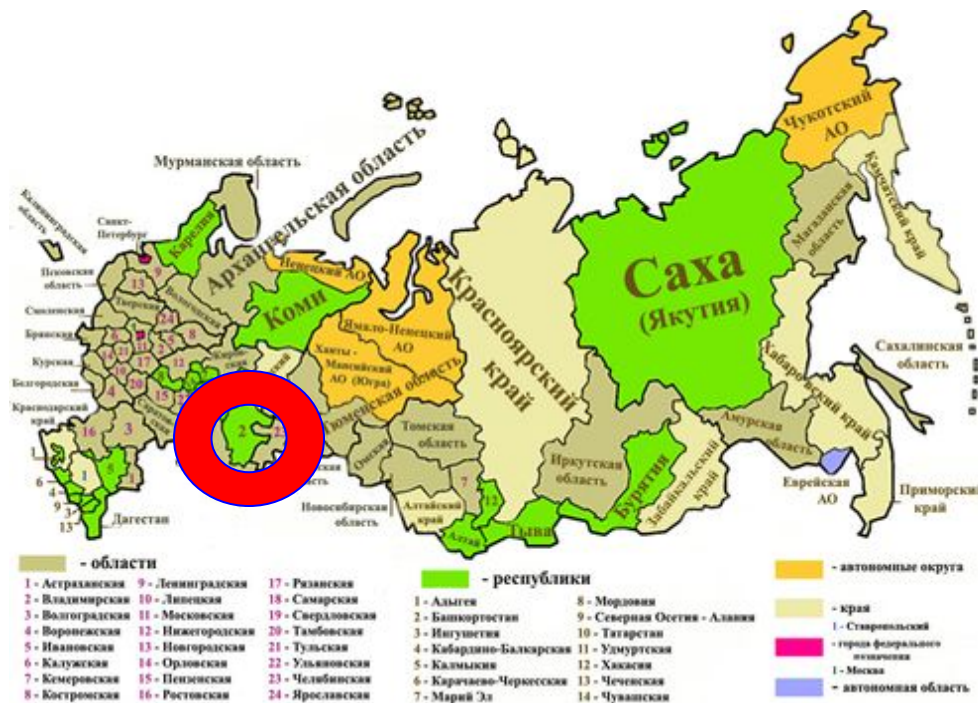 Мурманская область
Архангельская область
Калининградская
область
Санкт-
Петербург
Карелия
Псковская
область
Ненецкий АО
Коми
Вологодская
Тверская
Смоленская
Брянская
Курская
Белгородская
Краснодарский
край
Саратовская
Дагестан
Ямало-Ненецкий
АО
Ханты -
Мансийский
АО (Югра)
Тюменская область
Томская
область
Омская
Новосибирская
область
Алтайский
край
Алтай
Тыва
Красноярский
край
Саха
(Якутия)
Иркутская
область
Бурятия
Забайкальский
край
Амурская
область
Еврейская
АО
Приморский
край
Хабаровский край
Сахалинская
область
Магаданская
область
Камчатский край
Чукотский
АО
- области
1 - Астраханская
2 - Владимирская
3 - Волгоградская
4 - Воронежская
5 - Ивановская
6 - Калужская
7 - Кемеровская
8 - Костромская
9 - Ленинградская
10 - Липецкая
11 - Московская
12 - Нижегородская
13 - Новгородская
14 - Орловская
15 - Пензенская
16 - Ростовская
17 - Рязанская
18 - Самарская
19 - Свердловская
20 - Тамбовская
21 - Тульская
22 - Ульяновская
23 - Челябинская
24 - Ярославская
- республики
1 - Адыгея
2 - Башкортостан
3 - Ингушетия
4 - Кабардино-Балкарская
5 - Калмыкия
6 - Карачаево-Черкесская
7 - Марий Эл
8 - Мордовия
9 - Северная Осетия - Алания
10 - Татарстан
11 - Удмуртская
12 - Хакасия
13 - Чеченская
14 - Чувашская
- автономные округа
- края
1 - Ставропольский
- города федерального
1 - Москва
- автономная область